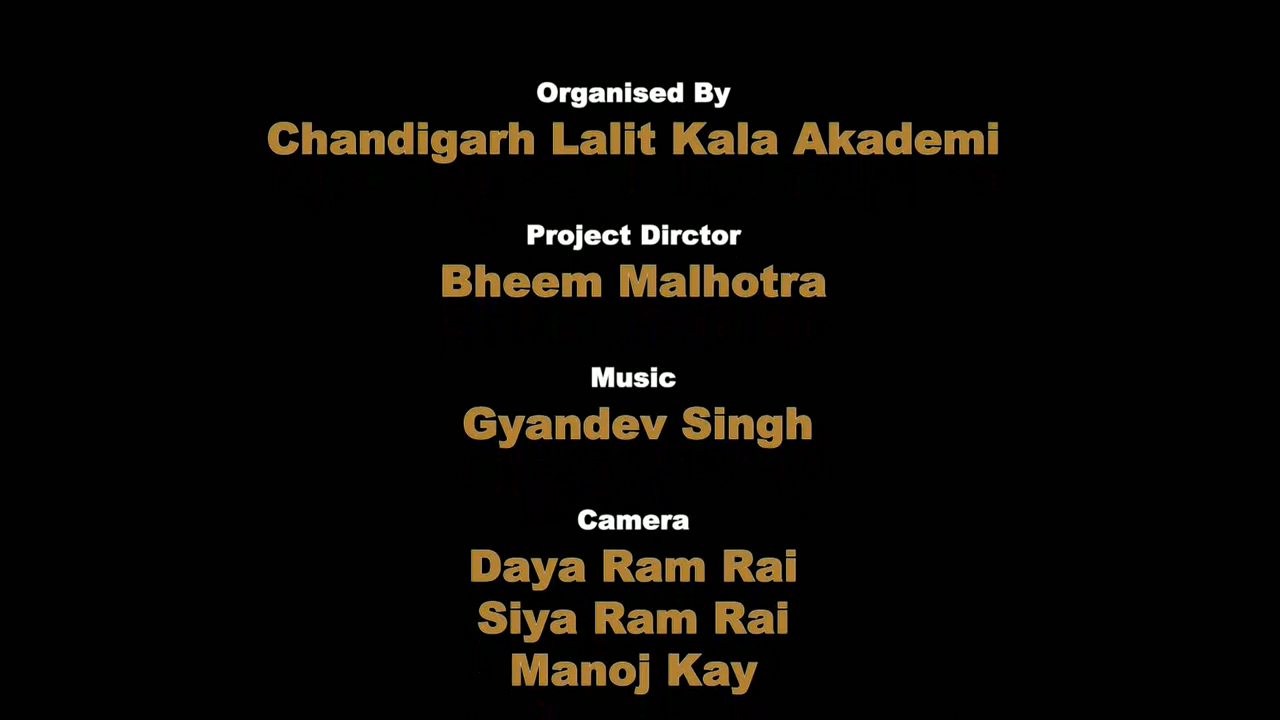 Organised By
Chandigarh Lalit Kala Akademi
Project Dirctor
Bheem Malhotra
Music
Gyandev Singh
Camera
Daya Ram Rai
Siya Ram Rai
Manoj Kay